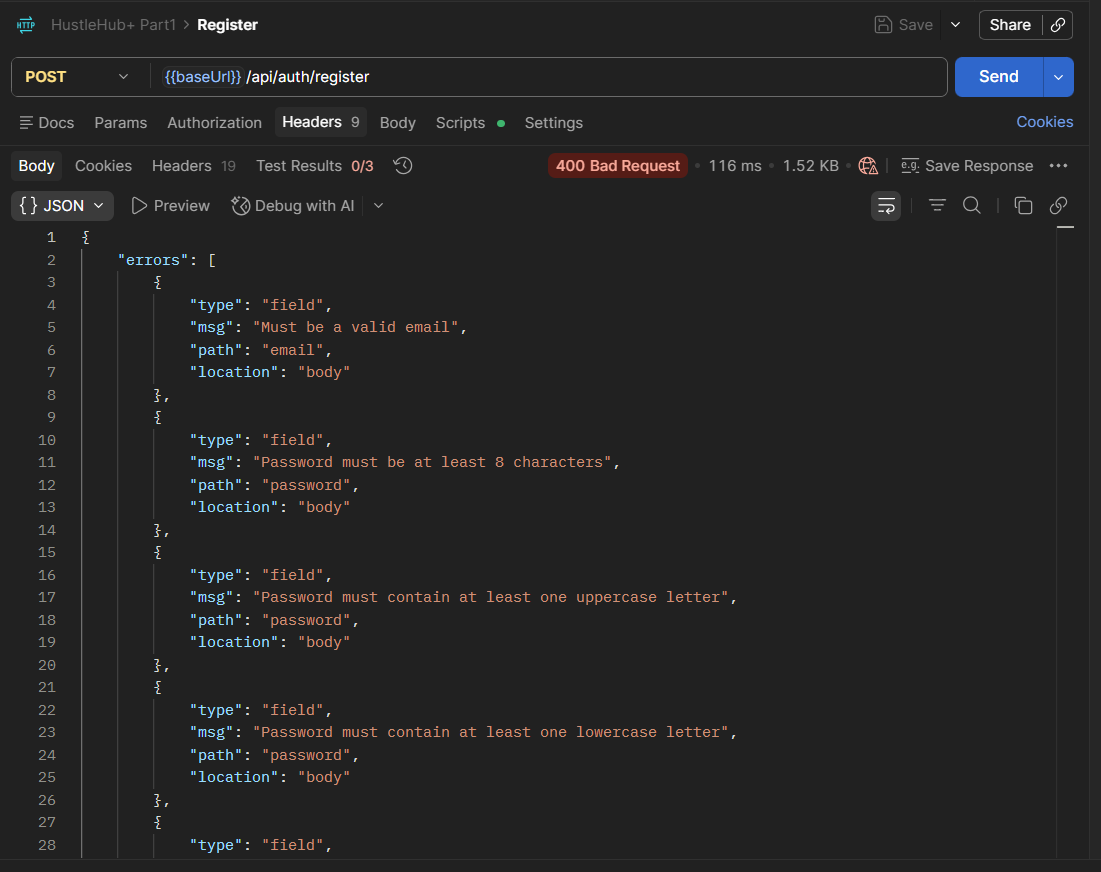 HTTP HustleHub+ Part1 > Register Save Share
POST {{baseUrl}} /api/auth/register Send
Docs Params Authorization Headers 9 Body Scripts Settings Cookies
Body Cookies Headers 19 Test Results 0/3 400 Bad Request • 116 ms • 1.52 KB • e.g. Save Response
{} JSON Preview Debug with AI
1 {
2 "errors": [
3 {
4 "type": "field",
5 "msg": "Must be a valid email",
6 "path": "email",
7 "location": "body"
8 },
9 {
10 "type": "field",
11 "msg": "Password must be at least 8 characters",
12 "path": "password",
13 "location": "body"
14 },
15 {
16 "type": "field",
17 "msg": "Password must contain at least one uppercase letter",
18 "path": "password",
19 "location": "body"
20 },
21 {
22 "type": "field",
23 "msg": "Password must contain at least one lowercase letter",
24 "path": "password",
25 "location": "body"
26 },
27 {
28 "type": "field",